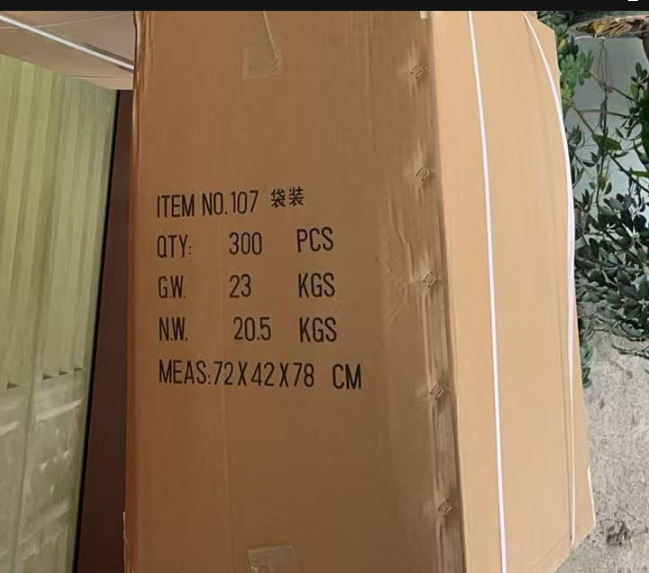 ITEM NO.107 袋装
QTY: 300 PCS
G.W. 23 KGS
N.W. 20.5 KGS
MEAS:72X42X78 CM